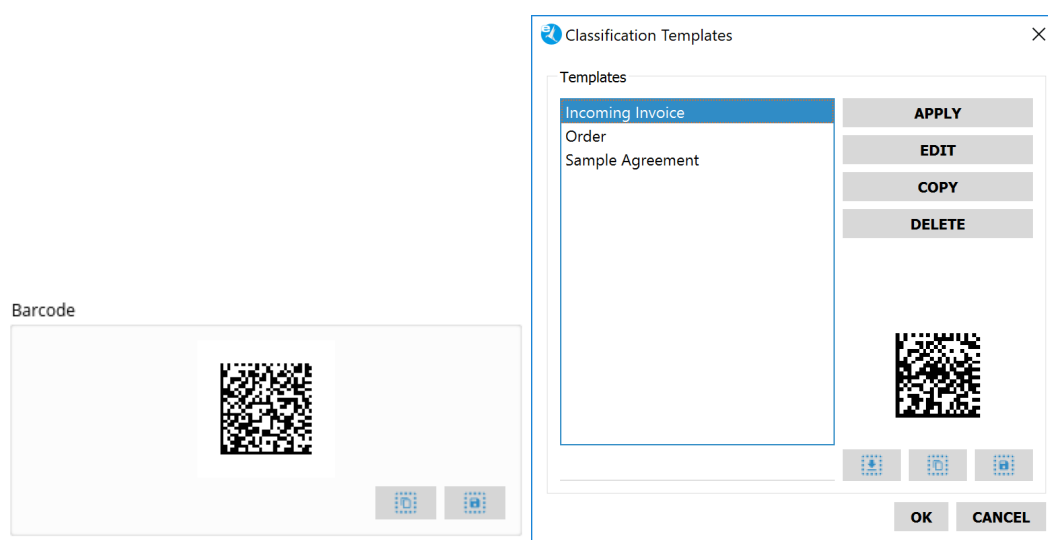 Classification Templates
Templates
Incoming Invoice
Order
Sample Agreement
APPLY
EDIT
COPY
DELETE
Barcode
OK
CANCEL